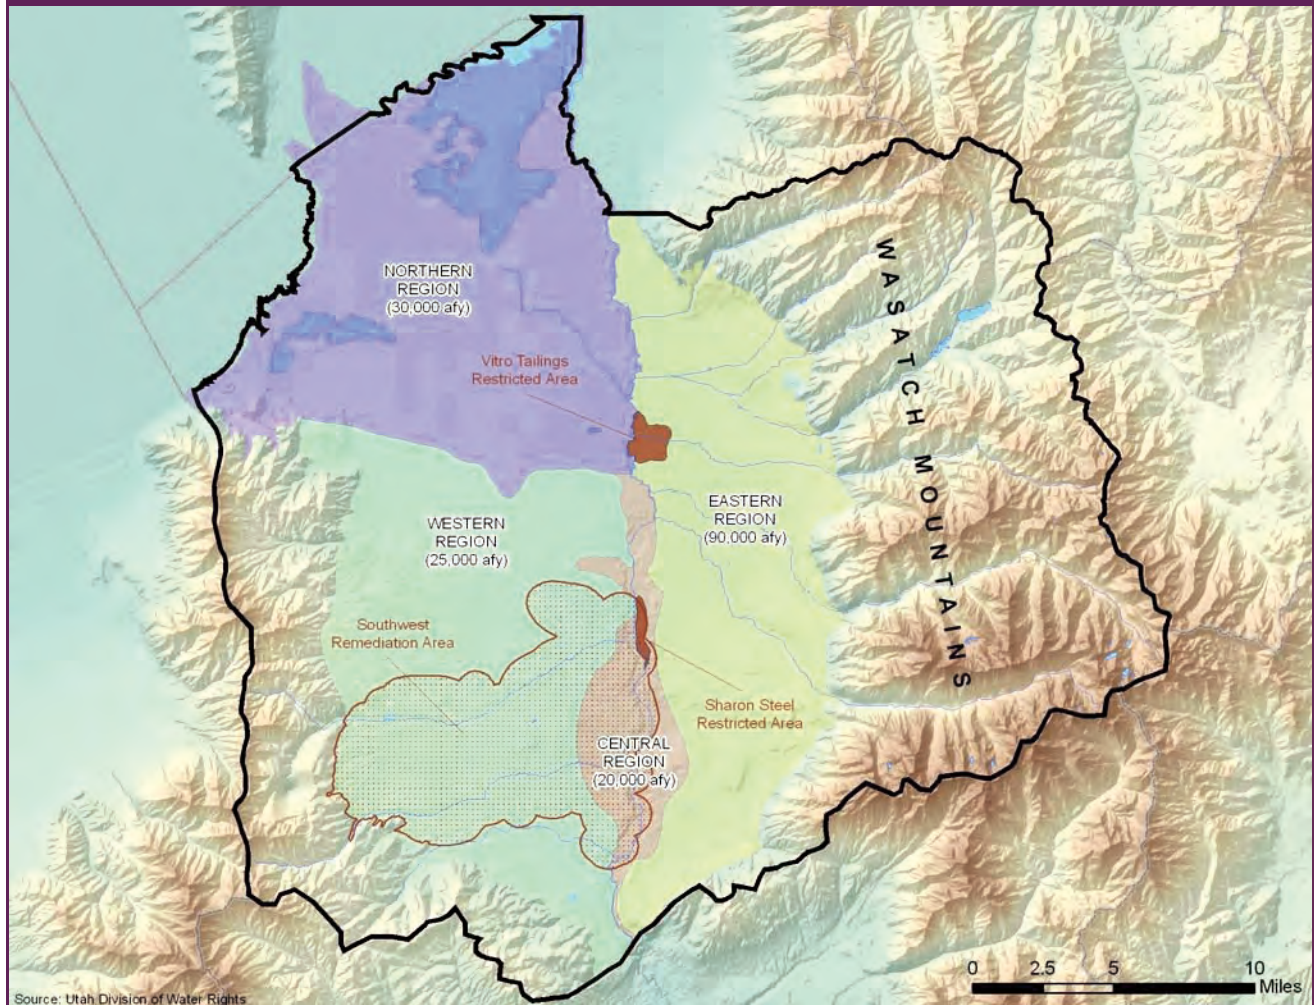 NORTHERN
REGION
(30,000 afy)
Vitro Tailings
Restricted Area
WASATCH MOUNTAINS
WESTERN
REGION
(25,000 afy)
EASTERN
REGION
(90,000 afy)
Southwest
Remediation Area
Sharon Steel
Restricted Area
CENTRAL
REGION
(20,000 afy)
0 2.5 5 10
Miles
Source: Utah Division of Water Rights